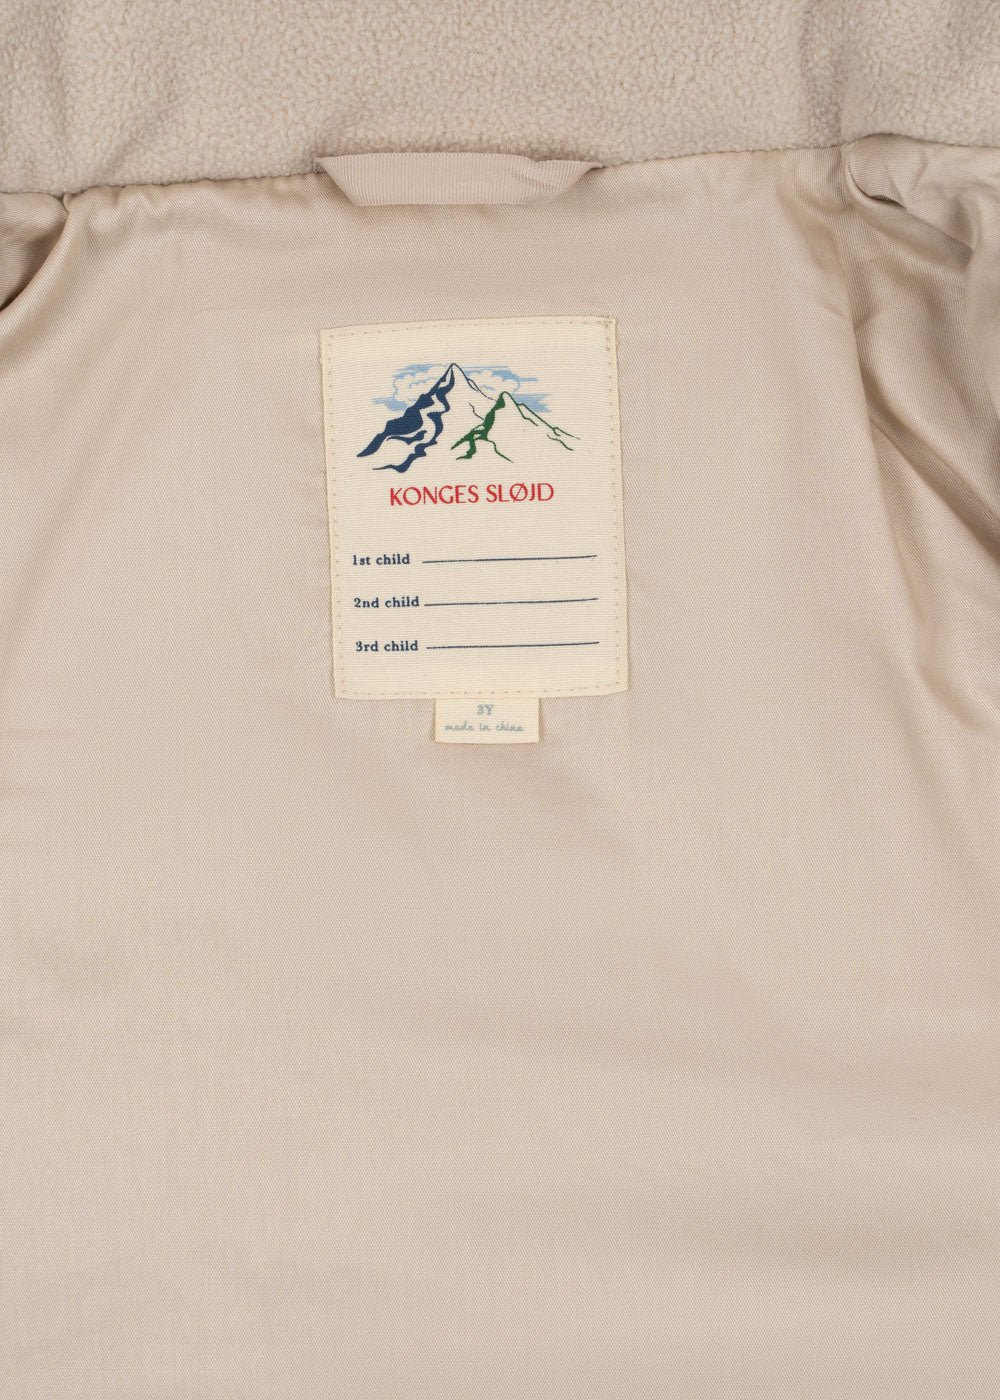 KONGES SLØJD
1st child
2nd child
3rd child
3Y
made in china